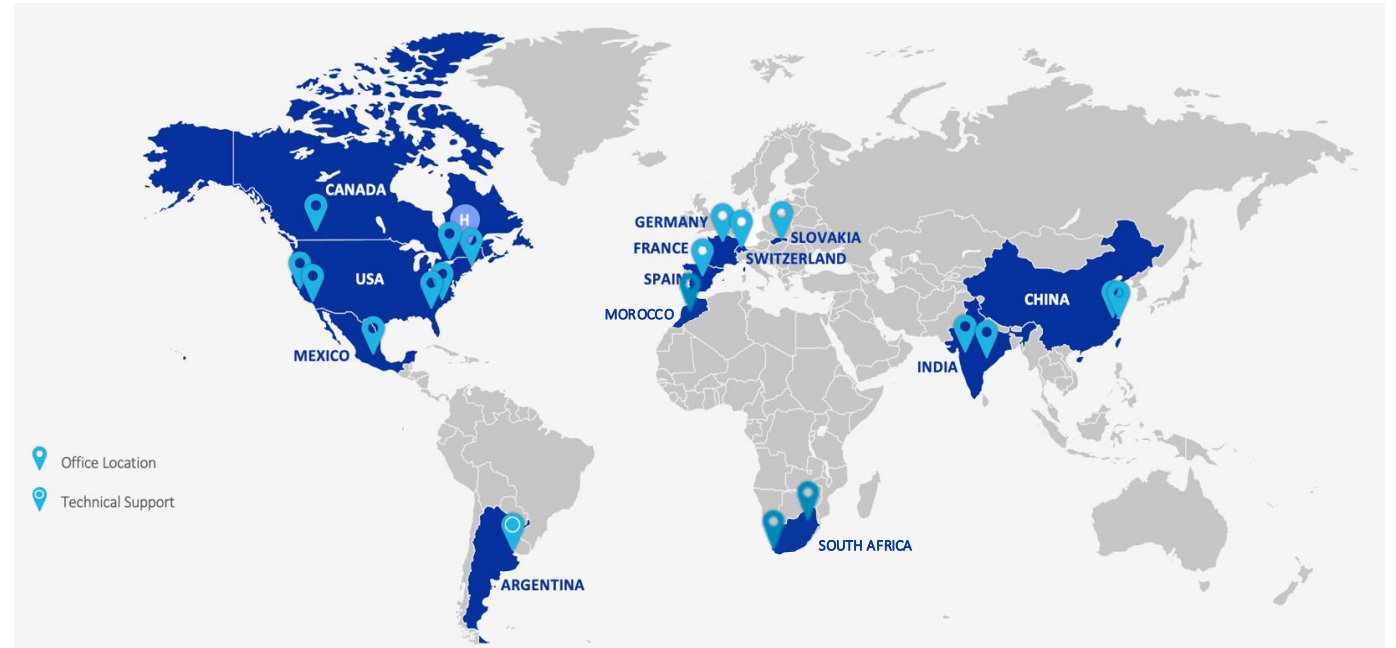 CANADA
H
GERMANY
SLOVAKIA
FRANCE
SWITZERLAND
USA
SPAIN
CHINA
MOROCCO
MEXICO
INDIA
Office Location
Technical Support
SOUTH AFRICA
ARGENTINA